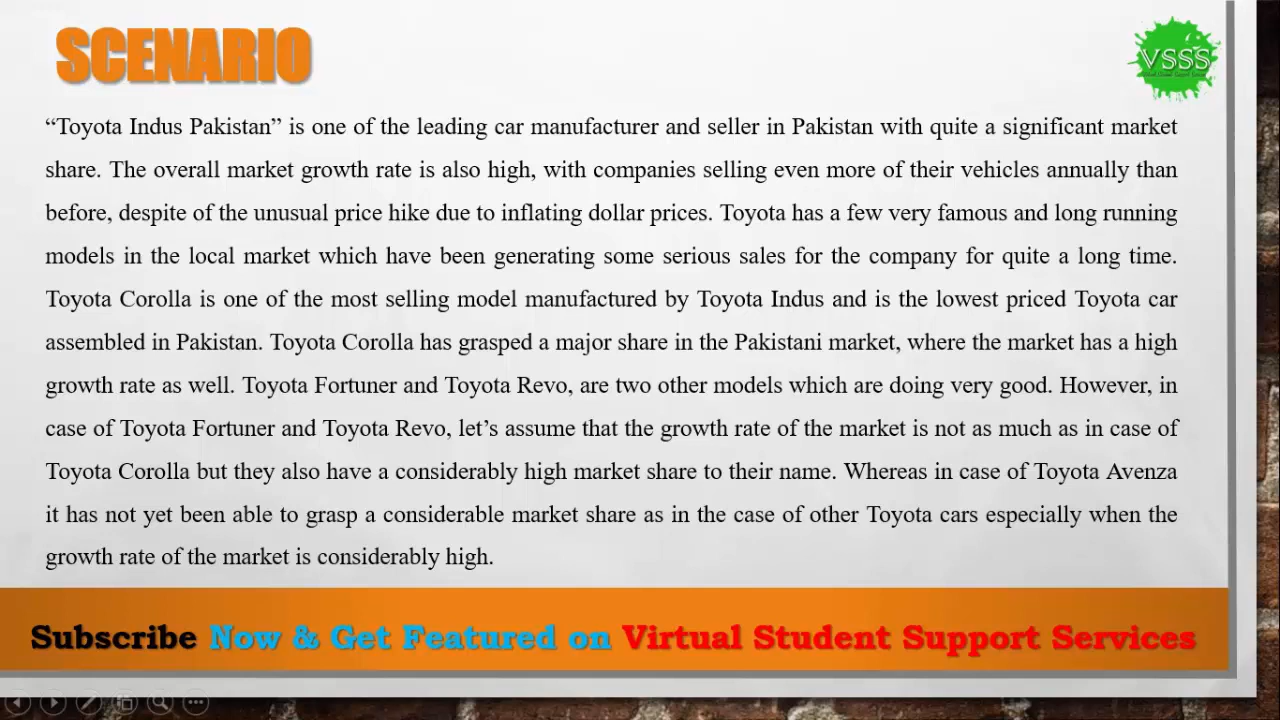 SCENARIO
VSSS
“Toyota Indus Pakistan” is one of the leading car manufacturer and seller in Pakistan with quite a significant market
share. The overall market growth rate is also high, with companies selling even more of their vehicles annually than
before, despite of the unusual price hike due to inflating dollar prices. Toyota has a few very famous and long running
models in the local market which have been generating some serious sales for the company for quite a long time.
Toyota Corolla is one of the most selling model manufactured by Toyota Indus and is the lowest priced Toyota car
assembled in Pakistan. Toyota Corolla has grasped a major share in the Pakistani market, where the market has a high
growth rate as well. Toyota Fortuner and Toyota Revo, are two other models which are doing very good. However, in
case of Toyota Fortuner and Toyota Revo, let’s assume that the growth rate of the market is not as much as in case of
Toyota Corolla but they also have a considerably high market share to their name. Whereas in case of Toyota Avenza
it has not yet been able to grasp a considerable market share as in the case of other Toyota cars especially when the
growth rate of the market is considerably high.
Subscribe Now & Get Featured on Virtual Student Support Services